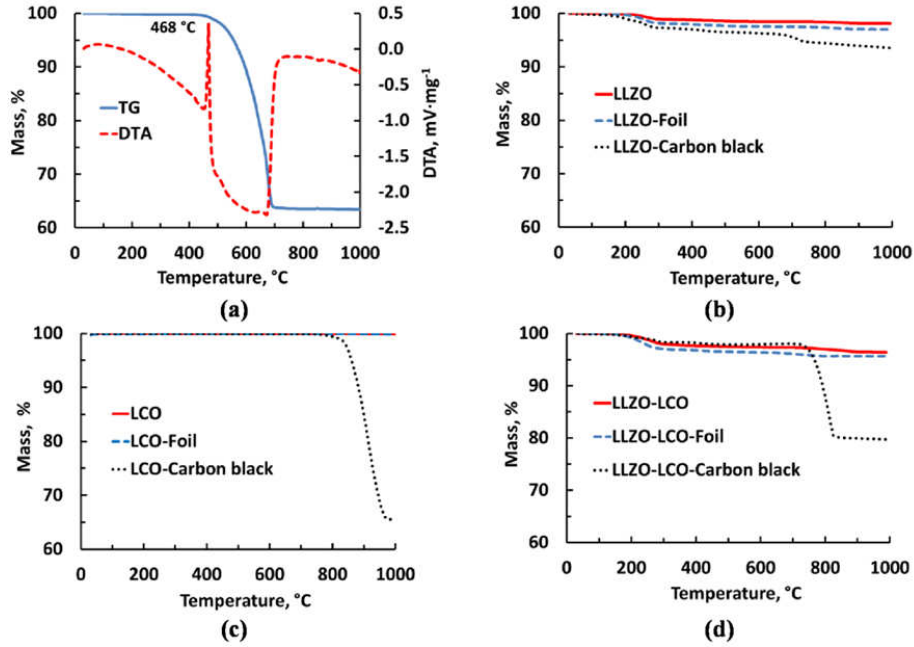 468 °C
100
90
80
70
60
Mass, %
0.5
0.0
-0.5
-1.0
-1.5
-2.0
-2.5
DTA, mV·mg⁻¹
TG
DTA
0 200 400 600 800 1000
Temperature, °C
(a)
100
90
80
70
60
Mass, %
LLZO
LLZO-Foil
LLZO-Carbon black
0 200 400 600 800 1000
Temperature, °C
(b)
100
90
80
70
60
Mass, %
LCO
LCO-Foil
LCO-Carbon black
0 200 400 600 800 1000
Temperature, °C
(c)
100
90
80
70
60
Mass, %
LLZO-LCO
LLZO-LCO-Foil
LLZO-LCO-Carbon black
0 200 400 600 800 1000
Temperature, °C
(d)